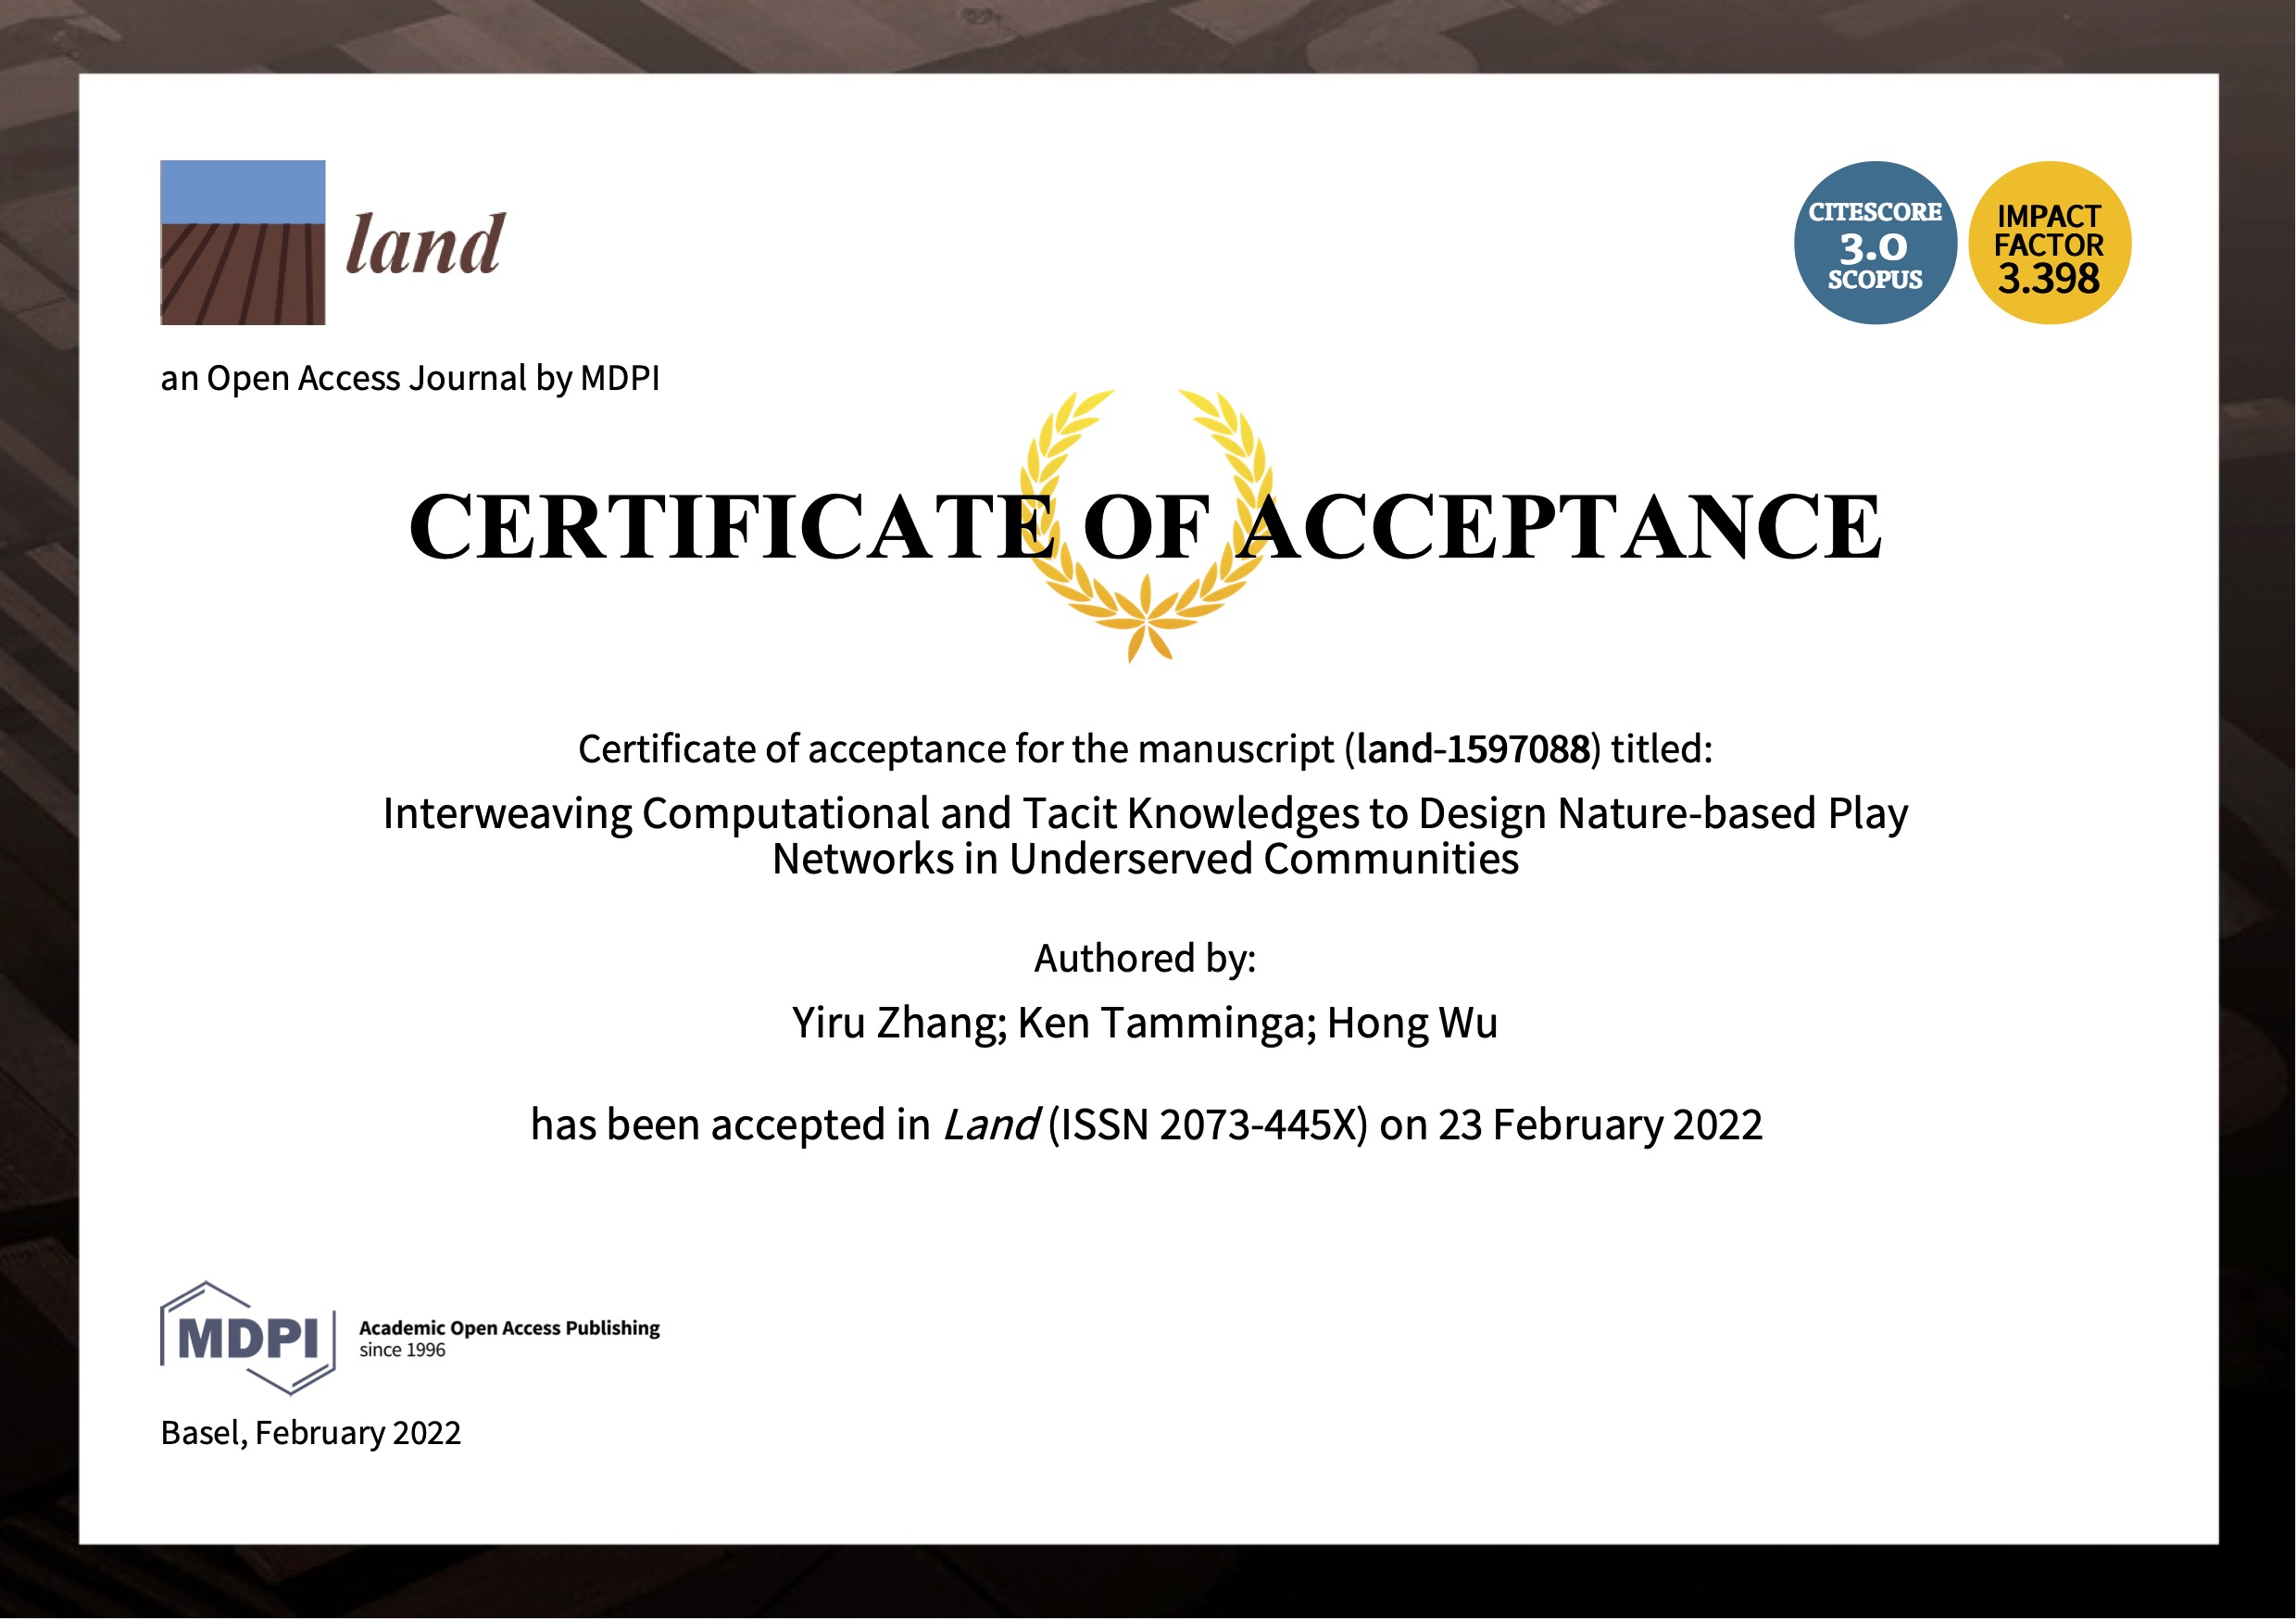 land
CITESCORE
3.0
SCOPUS
IMPACT
FACTOR
3.398
an Open Access Journal by MDPI
CERTIFICATE OF ACCEPTANCE
Certificate of acceptance for the manuscript (land-1597088) titled:
Interweaving Computational and Tacit Knowledges to Design Nature-based Play
Networks in Underserved Communities
Authored by:
Yiru Zhang; Ken Tamminga; Hong Wu
has been accepted in Land (ISSN 2073-445X) on 23 February 2022
MDPI
Academic Open Access Publishing
since 1996
Basel, February 2022